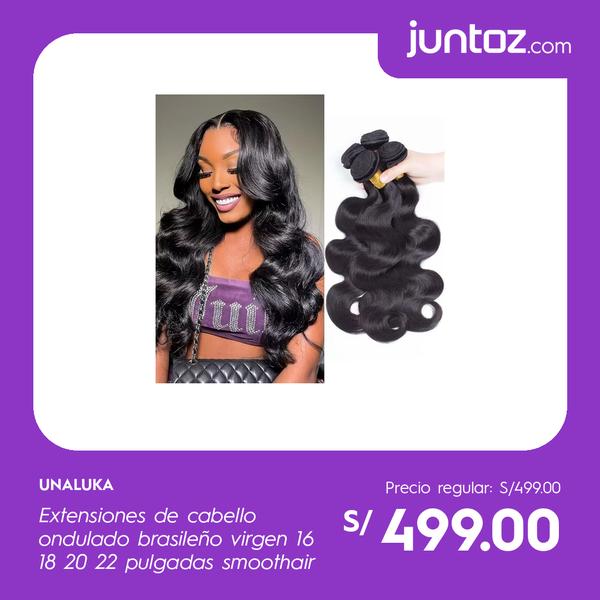 juntoz.com
UNALUKA
Extensiones de cabello
ondulado brasileño virgen 16
18 20 22 pulgadas smoothair
Precio regular: S/499.00
S/ 499.00